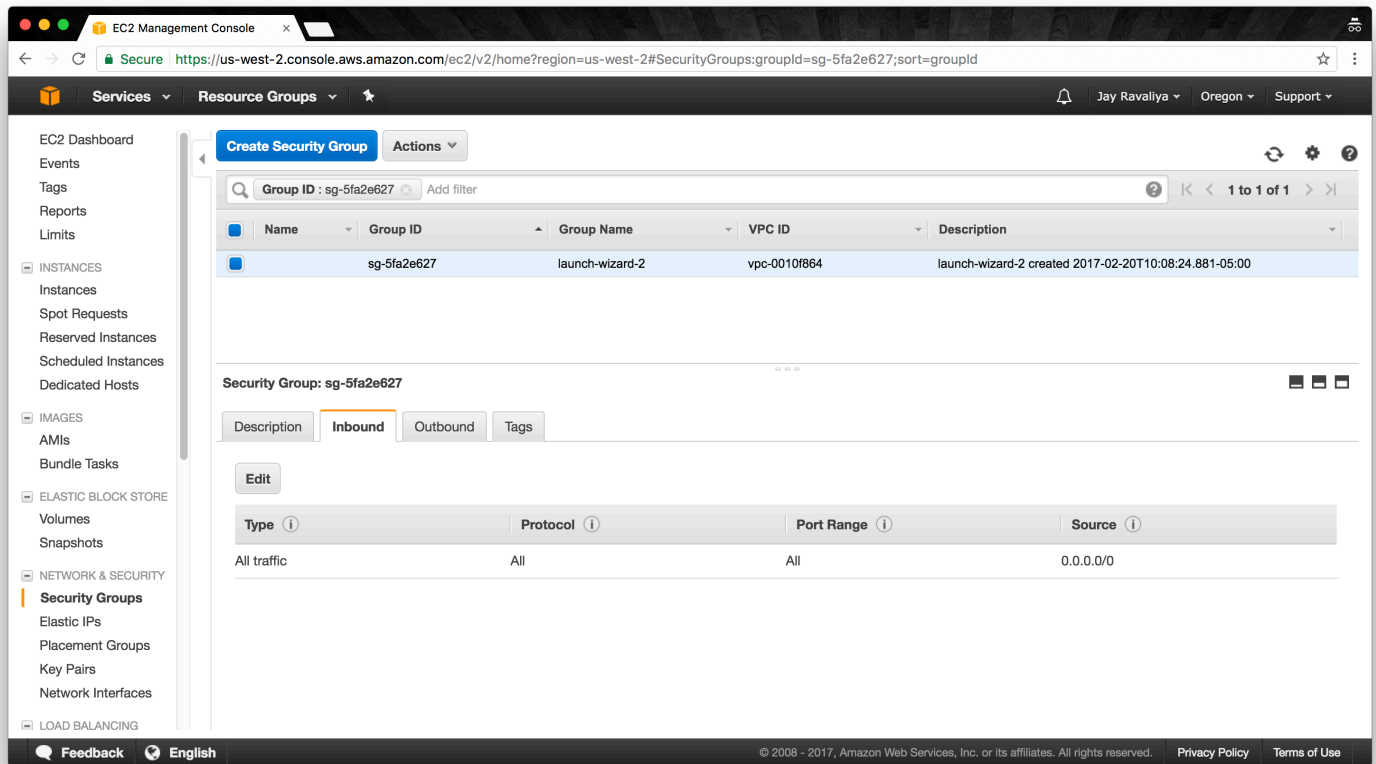 EC2 Management Console
Secure https://us-west-2.console.aws.amazon.com/ec2/v2/home?region=us-west-2#SecurityGroups:groupId=sg-5fa2e627;sort=groupId
Services Resource Groups Jay Ravaliya Oregon Support
EC2 Dashboard
Events
Tags
Reports
Limits
INSTANCES
Instances
Spot Requests
Reserved Instances
Scheduled Instances
Dedicated Hosts
IMAGES
AMIs
Bundle Tasks
ELASTIC BLOCK STORE
Volumes
Snapshots
NETWORK & SECURITY
Security Groups
Elastic IPs
Placement Groups
Key Pairs
Network Interfaces
LOAD BALANCING
Create Security Group Actions
Group ID : sg-5fa2e627 Add filter 1 to 1 of 1
Name Group ID Group Name VPC ID Description
sg-5fa2e627 launch-wizard-2 vpc-0010f864 launch-wizard-2 created 2017-02-20T10:08:24.881-05:00
Security Group: sg-5fa2e627
Description Inbound Outbound Tags
Edit
Type Protocol Port Range Source
All traffic All All 0.0.0.0/0
Feedback English © 2008 - 2017, Amazon Web Services, Inc. or its affiliates. All rights reserved. Privacy Policy Terms of Use